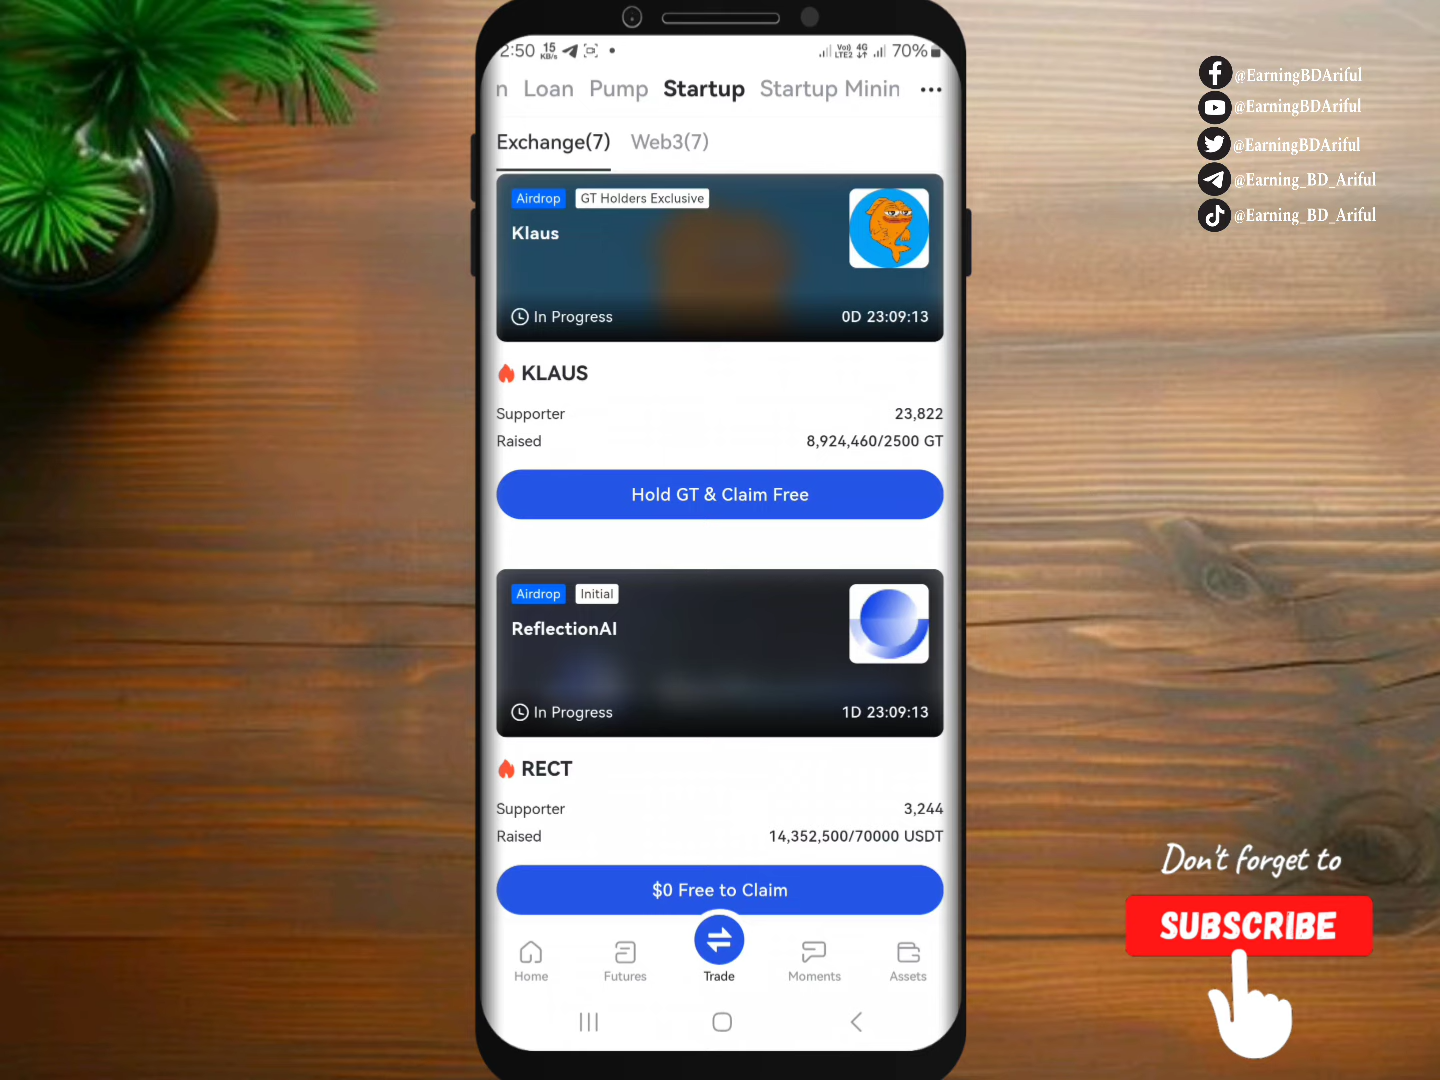 2:50 15 KB/s Vo) LTE2 4G 70%
n Loan Pump Startup Startup Minin
Exchange(7) Web3(7)
Airdrop GT Holders Exclusive
Klaus
In Progress 0D 23:09:13
KLAUS
Supporter 23,822
Raised 8,924,460/2500 GT
Hold GT & Claim Free
Airdrop Initial
ReflectionAI
In Progress 1D 23:09:13
RECT
Supporter 3,244
Raised 14,352,500/70000 USDT
$0 Free to Claim
Home Futures Trade Moments Assets
@EarningBDAriful
@EarningBDAriful
@EarningBDAriful
@Earning_BD_Ariful
@Earning_BD_Ariful
Don't forget to
SUBSCRIBE